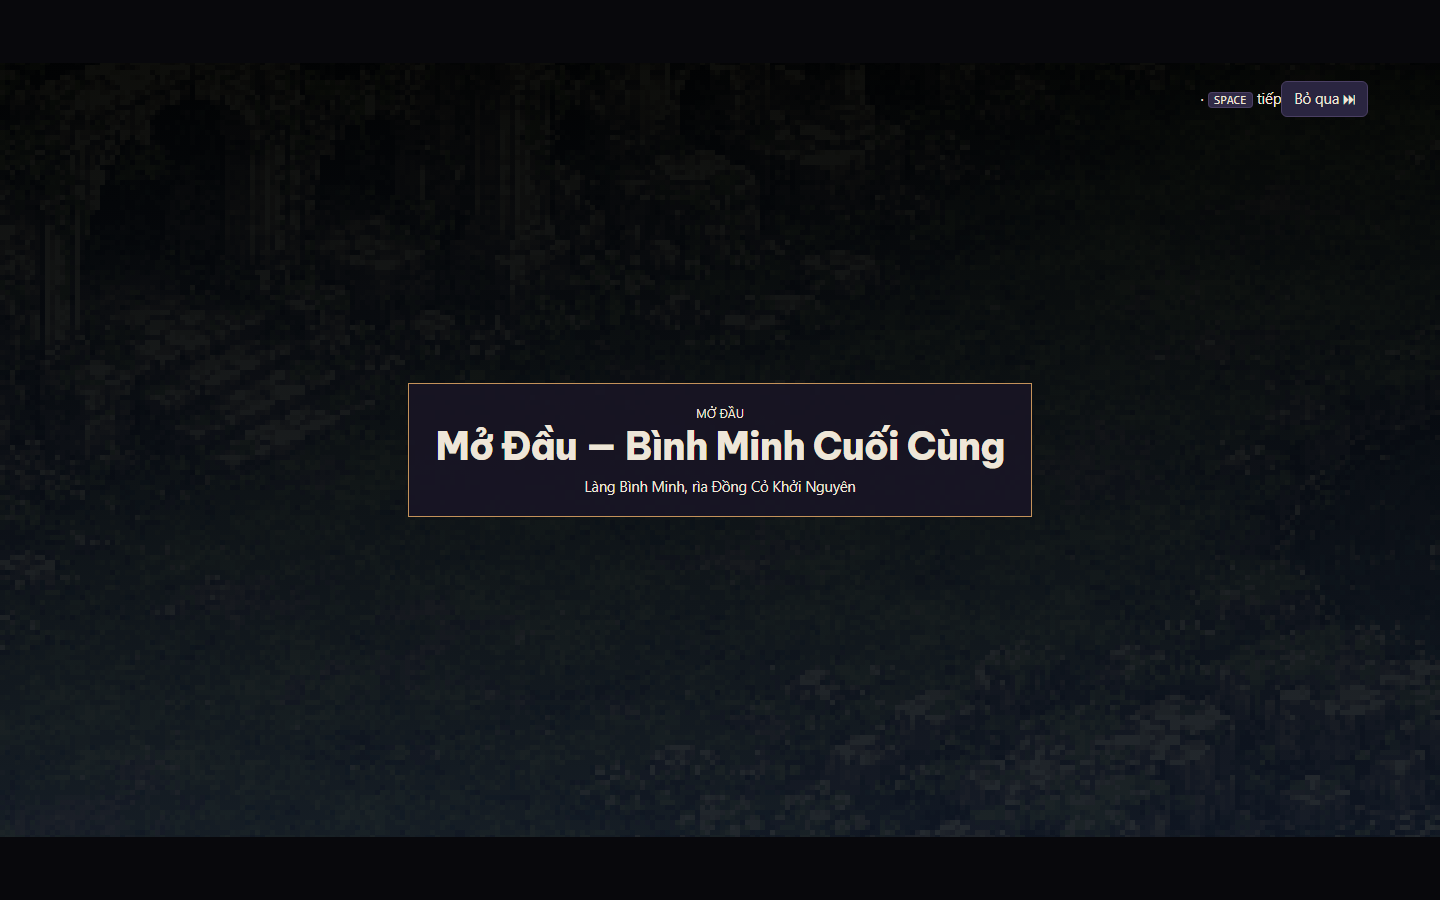 · SPACE tiếp Bỏ qua ⏭
MỞ ĐẦU
Mở Đầu — Bình Minh Cuối Cùng
Làng Bình Minh, rìa Đồng Cỏ Khởi Nguyên